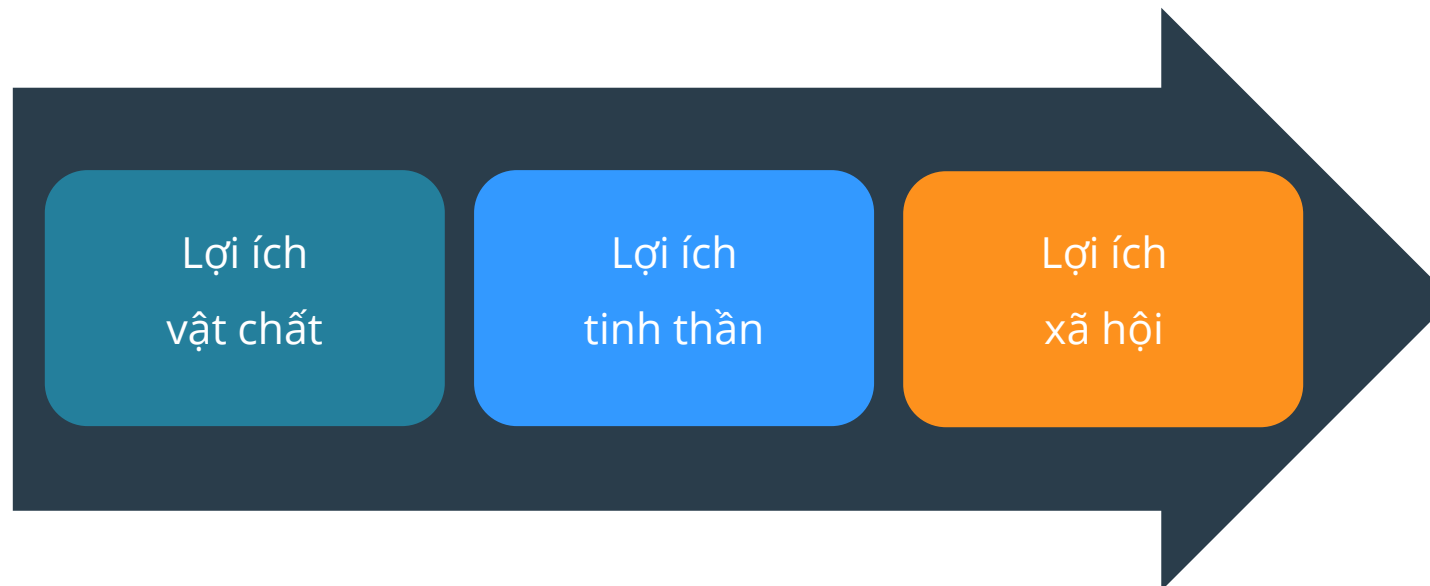 Lợi ích
vật chất
Lợi ích
tinh thần
Lợi ích
xã hội